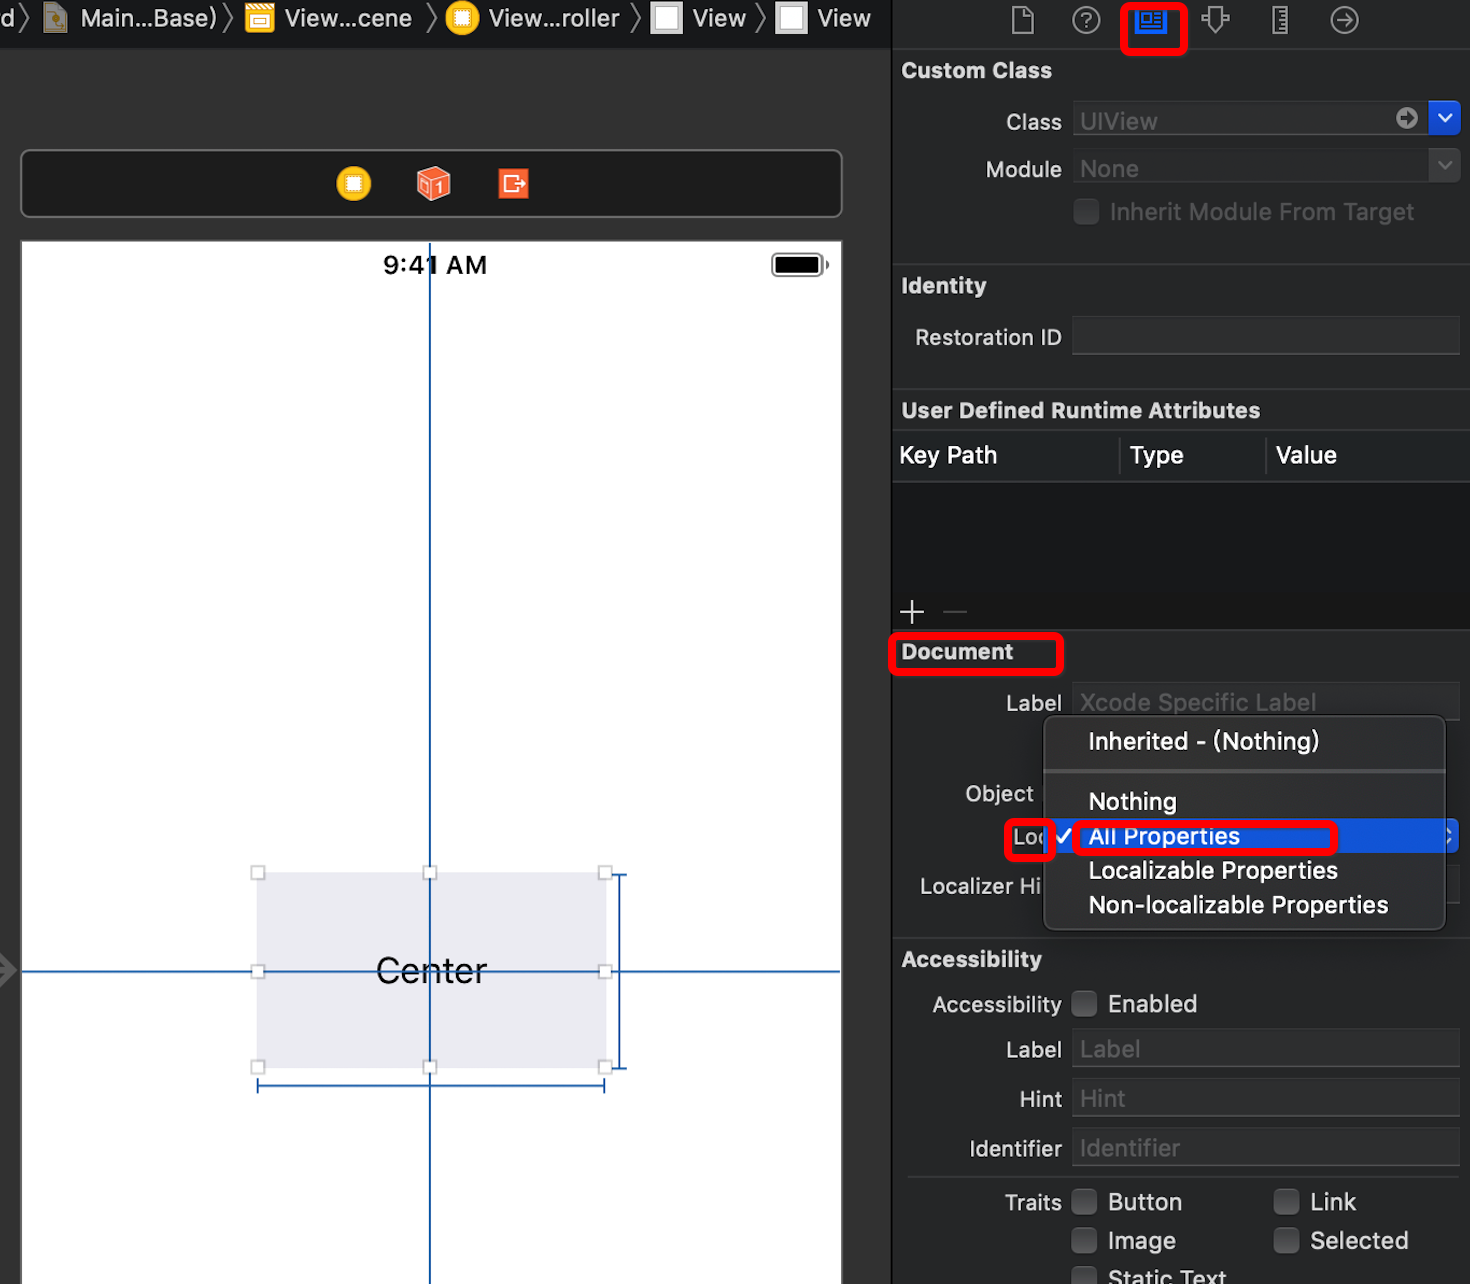 d
Main...Base)
View...cene
View...roller
View
View
9:41 AM
Center
Custom Class
Class
UIView
Module
None
Inherit Module From Target
Identity
Restoration ID
User Defined Runtime Attributes
Key Path
Type
Value
Document
Label
Xcode Specific Label
Inherited - (Nothing)
Object
Nothing
Loc
All Properties
Localizable Properties
Localizer Hi
Non-localizable Properties
Accessibility
Accessibility
Enabled
Label
Label
Hint
Hint
Identifier
Identifier
Traits
Button
Link
Image
Selected
Static Text